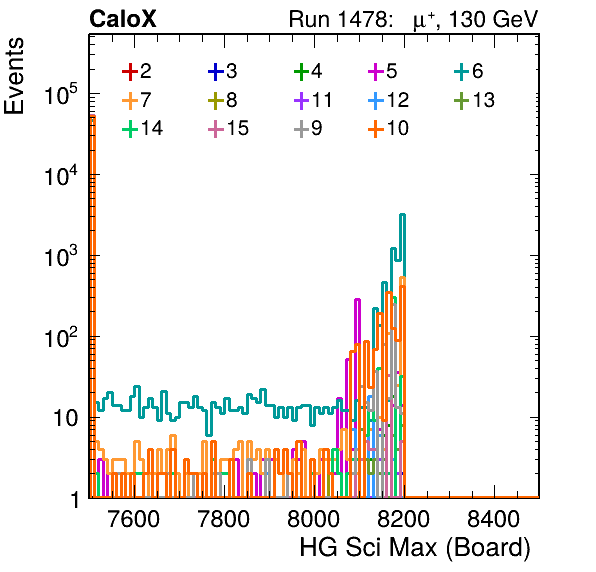 CaloX Run 1478: μ⁺, 130 GeV
Events
2 3 4 5 6
7 8 11 12 13
14 15 9 10
10⁵
10⁴
10³
10²
10
1
7600 7800 8000 8200 8400
HG Sci Max (Board)